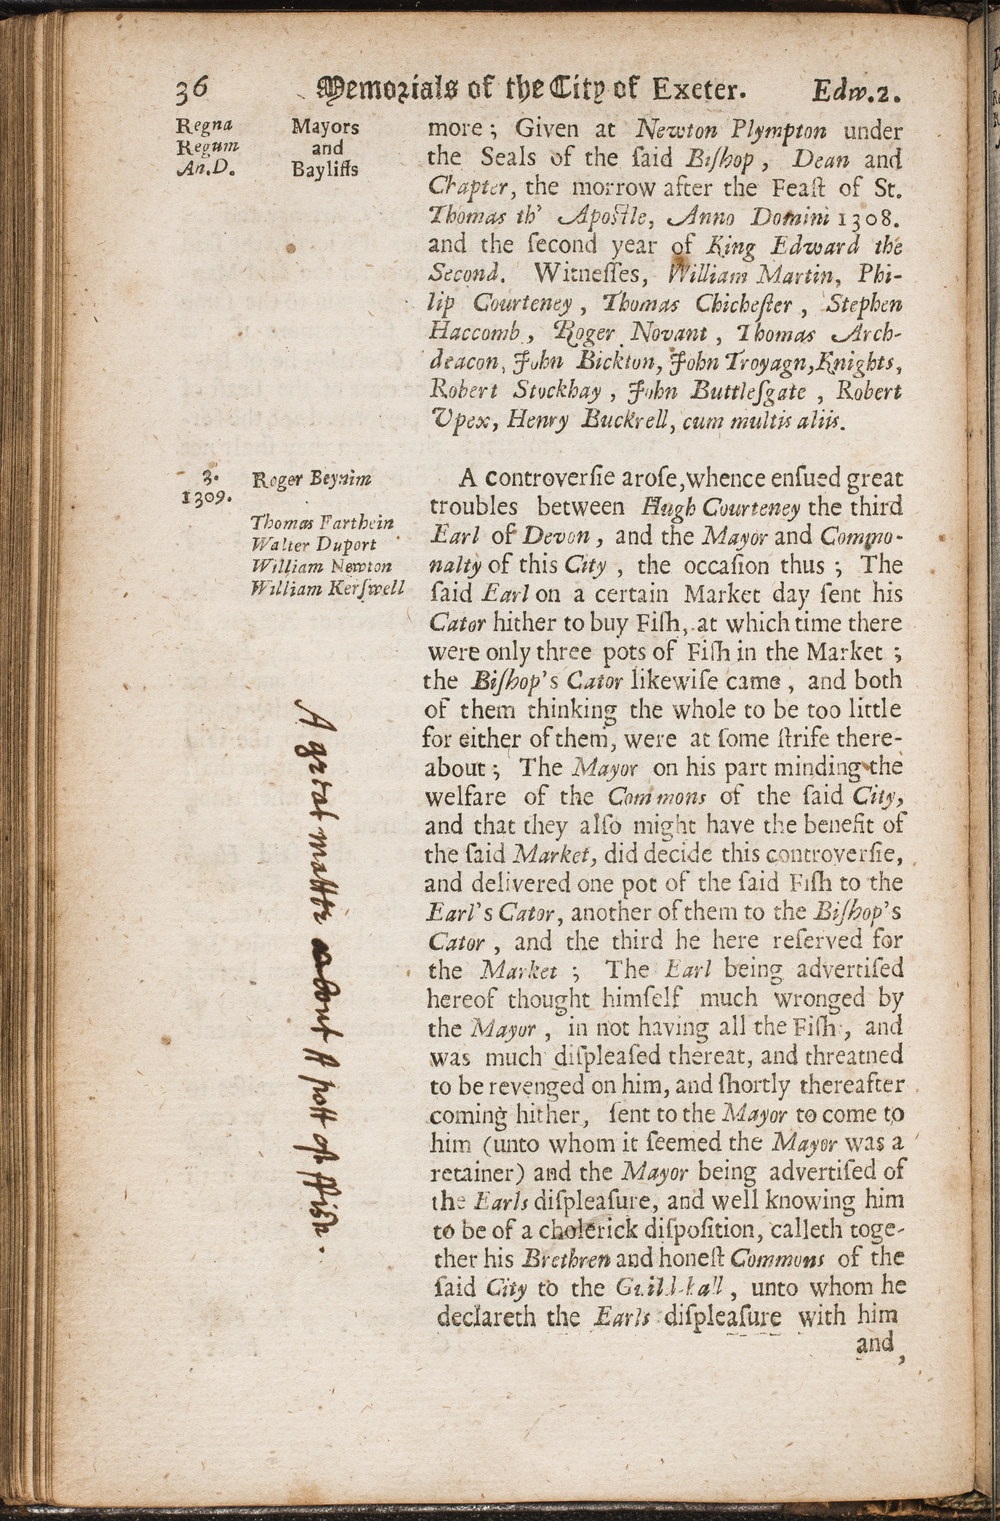 36 Memorials of the City of Exeter. Edw.2.
Regna
Regum
An.D.
Mayors
and
Bayliffs
more; Given at Newton Plympton under
the Seals of the ſaid Biſhop, Dean and
Chapter, the morrow after the Feaſt of St.
Thomas th' Apoſtle, Anno Domini 1308.
and the ſecond year of King Edward the
Second. Witneſſes, William Martin, Phi-
lip Courteney, Thomas Chicheſter, Stephen
Haccomb, Roger Novant, Thomas Arch-
deacon, John Bickton, John Troyagn, Knights,
Robert Stockhay, John Buttleſgate, Robert
Vpex, Henry Buckrell, cum multis aliis.
3.
1309.
Roger Beynim
Thomas Farthein
Walter Duport
William Newton
William Kerſwell
A controverſie aroſe, whence enſued great
troubles between Hugh Courteney the third
Earl of Devon, and the Mayor and Commo-
nalty of this City, the occaſion thus; The
ſaid Earl on a certain Market day ſent his
Cator hither to buy Fiſh, at which time there
were only three pots of Fiſh in the Market;
the Biſhop's Cator likewiſe came, and both
of them thinking the whole to be too little
for either of them, were at ſome ſtrife there-
about; The Mayor on his part minding the
welfare of the Commons of the ſaid City,
and that they alſo might have the benefit of
the ſaid Market, did decide this controverſie,
and delivered one pot of the ſaid Fiſh to the
Earl's Cator, another of them to the Biſhop's
Cator, and the third he here reſerved for
the Market; The Earl being advertiſed
hereof thought himſelf much wronged by
the Mayor, in not having all the Fiſh, and
was much diſpleaſed thereat, and threatned
to be revenged on him, and ſhortly thereafter
coming hither, ſent to the Mayor to come to
him (unto whom it ſeemed the Mayor was a
retainer) and the Mayor being advertiſed of
the Earls diſpleaſure, and well knowing him
to be of a cholerick diſpoſition, calleth toge-
ther his Brethren and honeſt Commons of the
ſaid City to the Guild-hall, unto whom he
declareth the Earls diſpleaſure with him
and,
A great matter about A pott of ffish.